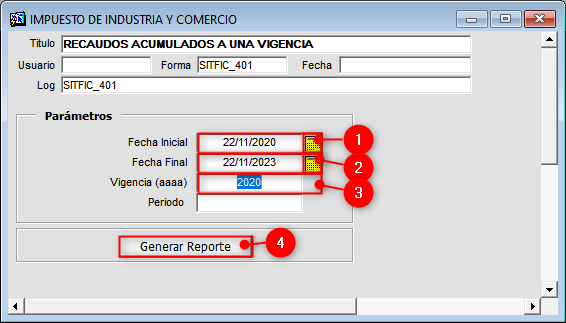 IMPUESTO DE INDUSTRIA Y COMERCIO
Titulo RECAUDOS ACUMULADOS A UNA VIGENCIA
Usuario Forma SITFIC_401 Fecha
Log SITFIC_401
Parámetros
Fecha Inicial 22/11/2020 1
Fecha Final 22/11/2023 2
Vigencia (aaaa) 2020 3
Periodo
Generar Reporte 4